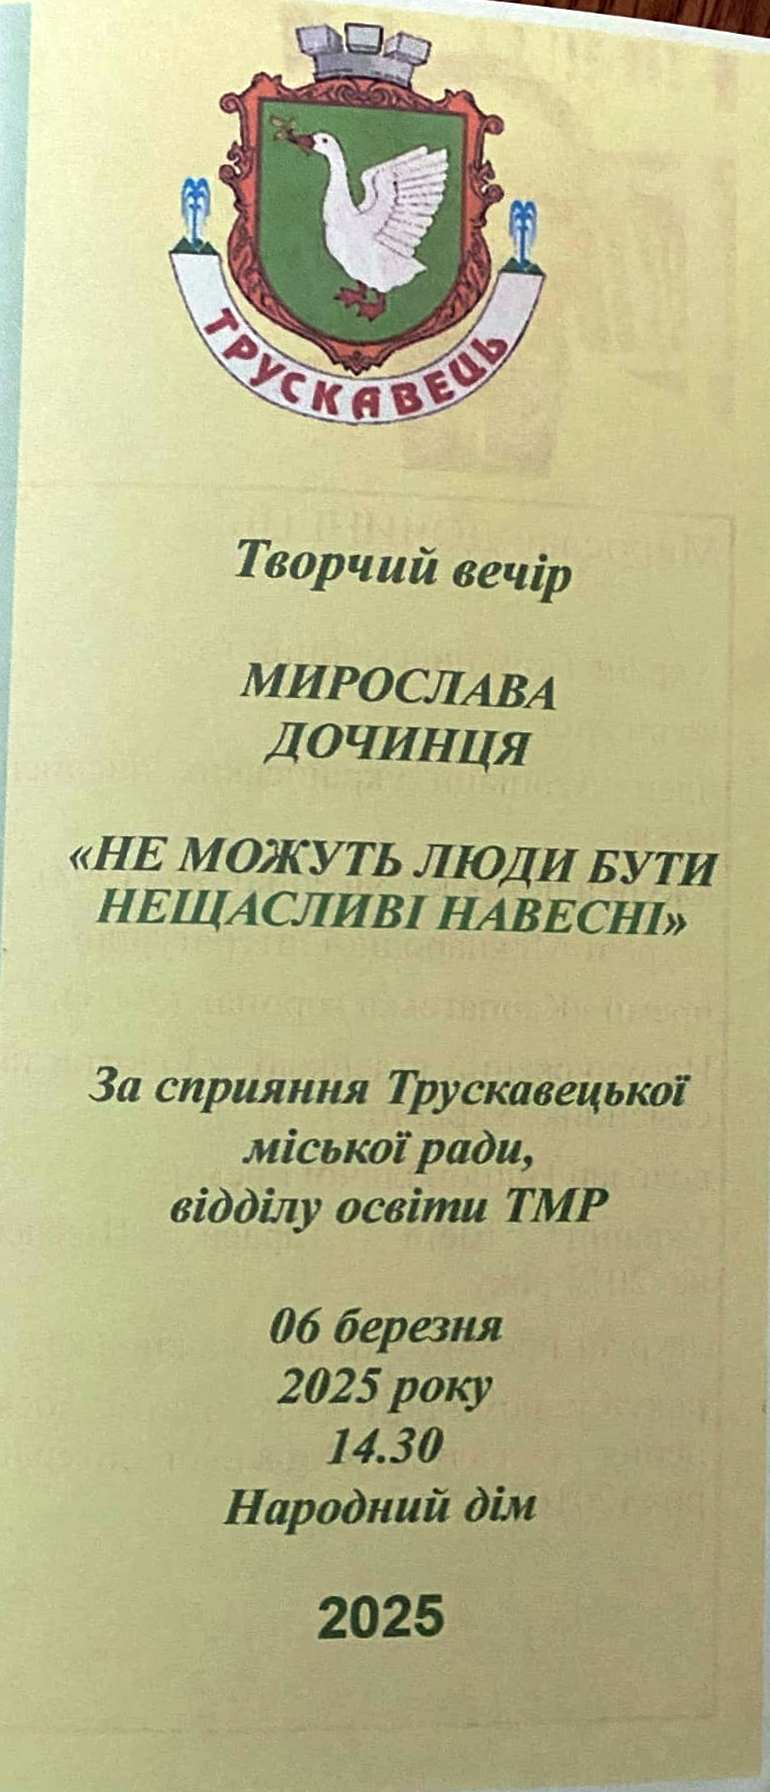 ТРУСКАВЕЦЬ
Творчий вечір
МИРОСЛАВА
ДОЧИНЦЯ
«НЕ МОЖУТЬ ЛЮДИ БУТИ
НЕЩАСЛИВІ НАВЕСНІ»
За сприяння Трускавецької
міської ради,
відділу освіти ТМР
06 березня
2025 року
14.30
Народний дім
2025